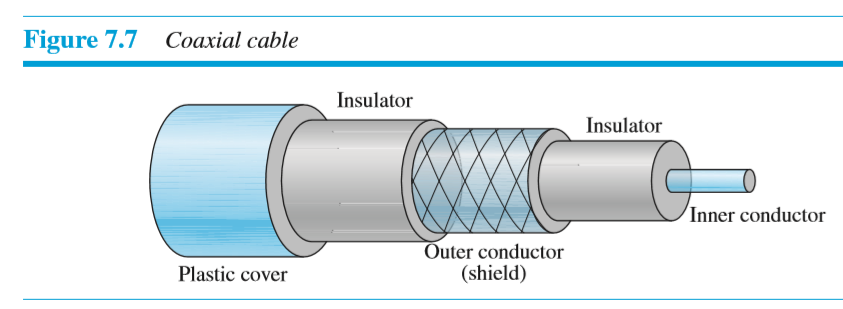 Figure 7.7 Coaxial cable
Insulator
Insulator
Inner conductor
Outer conductor
(shield)
Plastic cover